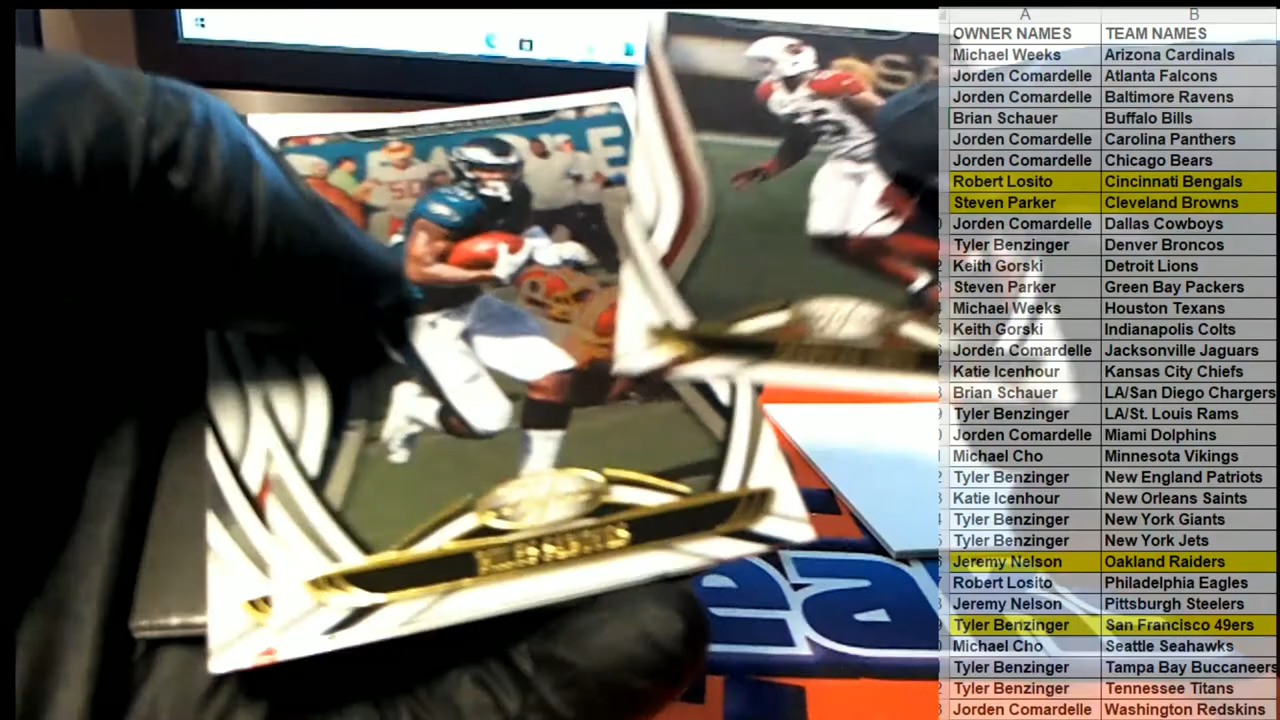 A B
OWNER NAMES TEAM NAMES
Michael Weeks Arizona Cardinals
Jorden Comardelle Atlanta Falcons
Jorden Comardelle Baltimore Ravens
Brian Schauer Buffalo Bills
Jorden Comardelle Carolina Panthers
Jorden Comardelle Chicago Bears
Robert Losito Cincinnati Bengals
Steven Parker Cleveland Browns
Jorden Comardelle Dallas Cowboys
Tyler Benzinger Denver Broncos
Keith Gorski Detroit Lions
Steven Parker Green Bay Packers
Michael Weeks Houston Texans
Keith Gorski Indianapolis Colts
Jorden Comardelle Jacksonville Jaguars
Katie Icenhour Kansas City Chiefs
Brian Schauer LA/San Diego Chargers
Tyler Benzinger LA/St. Louis Rams
Jorden Comardelle Miami Dolphins
Michael Cho Minnesota Vikings
Tyler Benzinger New England Patriots
Katie Icenhour New Orleans Saints
Tyler Benzinger New York Giants
Tyler Benzinger New York Jets
Jeremy Nelson Oakland Raiders
Robert Losito Philadelphia Eagles
Jeremy Nelson Pittsburgh Steelers
Tyler Benzinger San Francisco 49ers
Michael Cho Seattle Seahawks
Tyler Benzinger Tampa Bay Buccaneers
Tyler Benzinger Tennessee Titans
Jorden Comardelle Washington Redskins